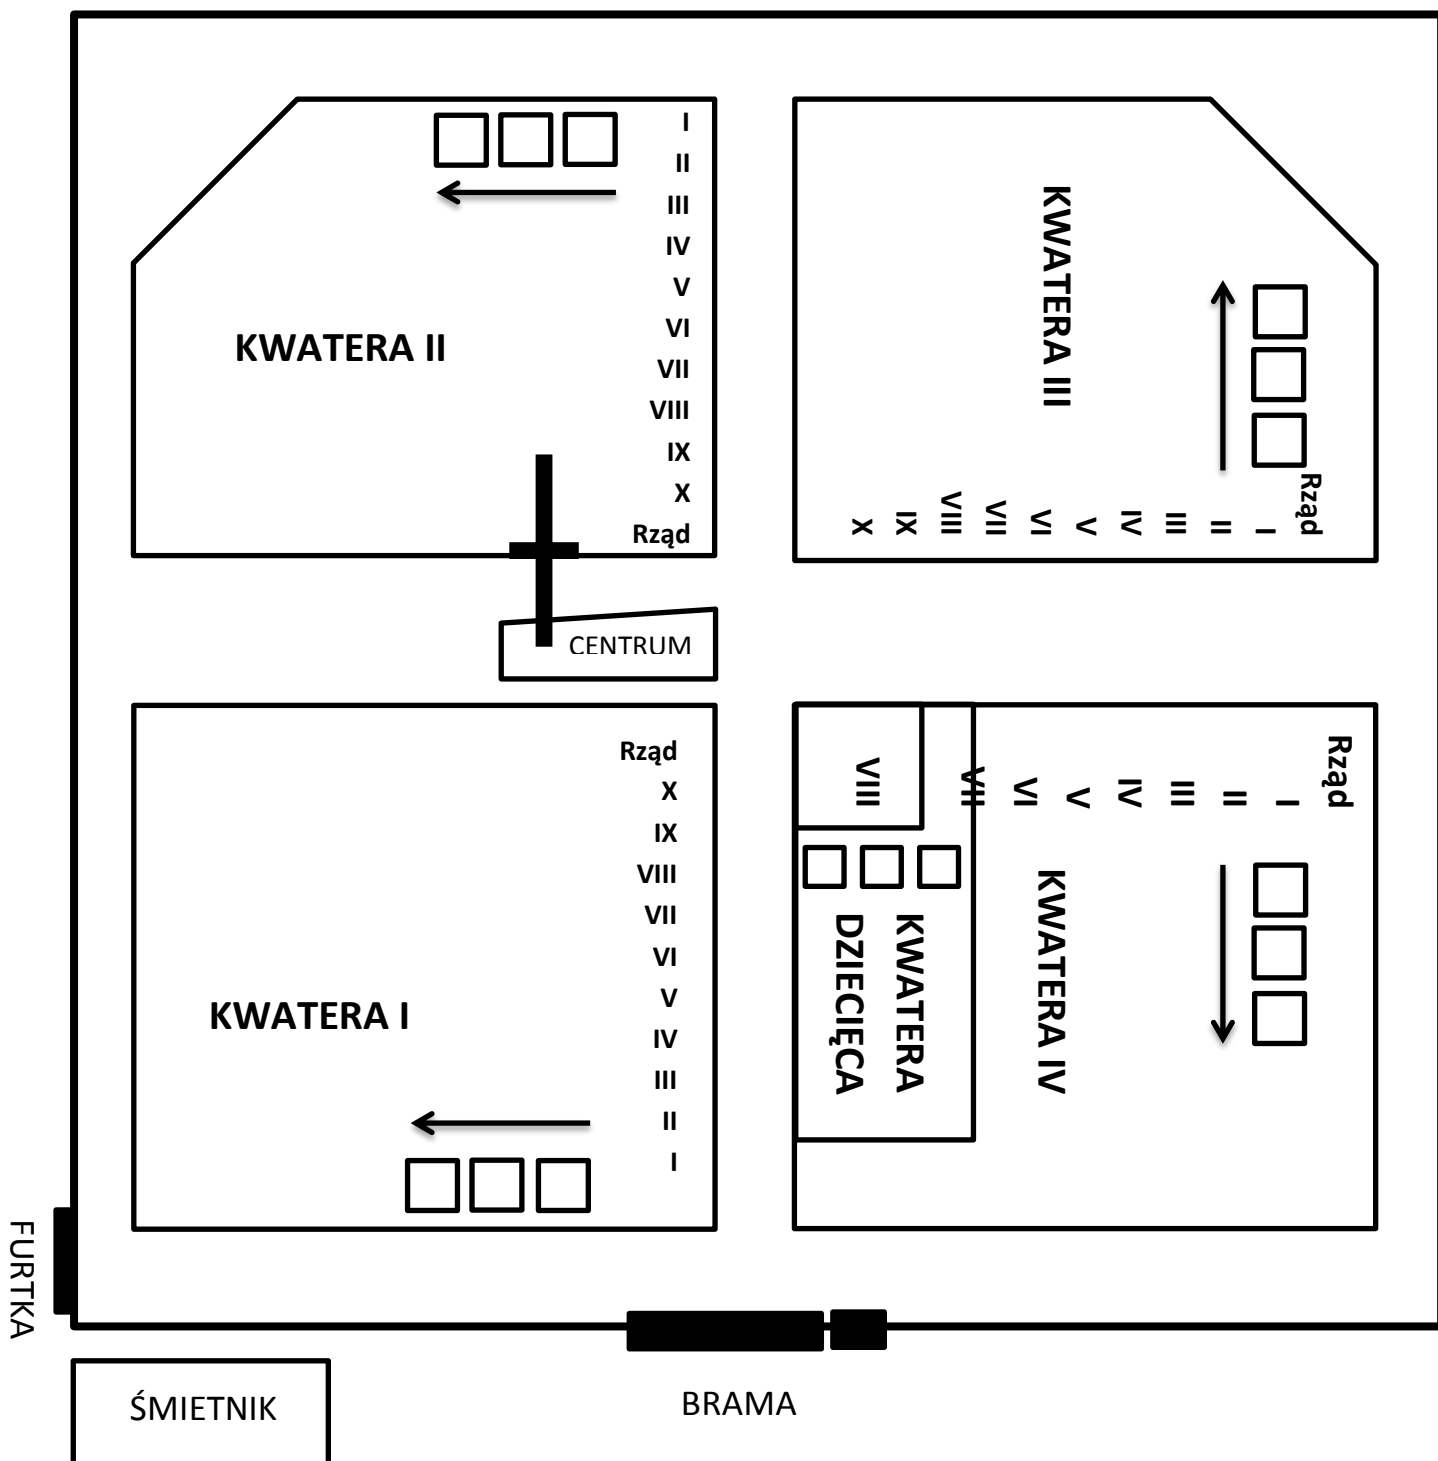 I
II
III
IV
V
VI
VII
VIII
IX
X
Rząd
KWATERA II
KWATERA III
Rząd
I
II
III
IV
V
VI
VII
VIII
IX
X
CENTRUM
Rząd
X
IX
VIII
VII
VI
V
IV
III
II
I
KWATERA I
Rząd
I
II
III
IV
V
VI
VII
VIII
KWATERA IV
KWATERA
DZIECIĘCA
FURTKA
BRAMA
ŚMIETNIK